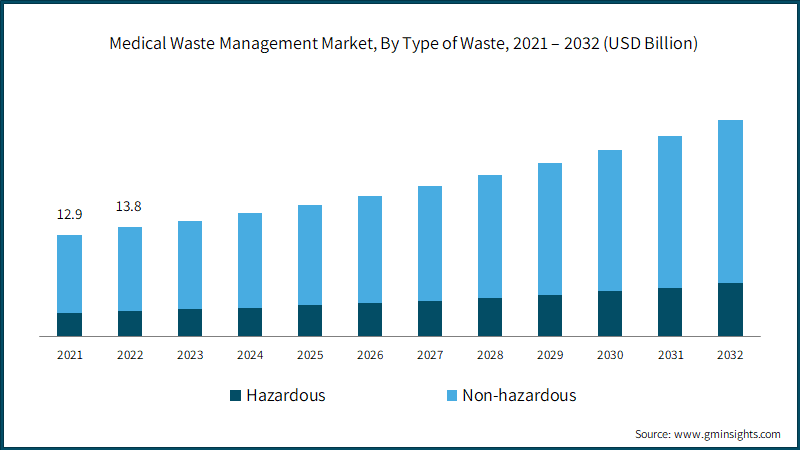 Medical Waste Management Market, By Type of Waste, 2021 – 2032 (USD Billion)
12.9
13.8
2021 2022 2023 2024 2025 2026 2027 2028 2029 2030 2031 2032
Hazardous Non-hazardous
Source: www.gminsights.com